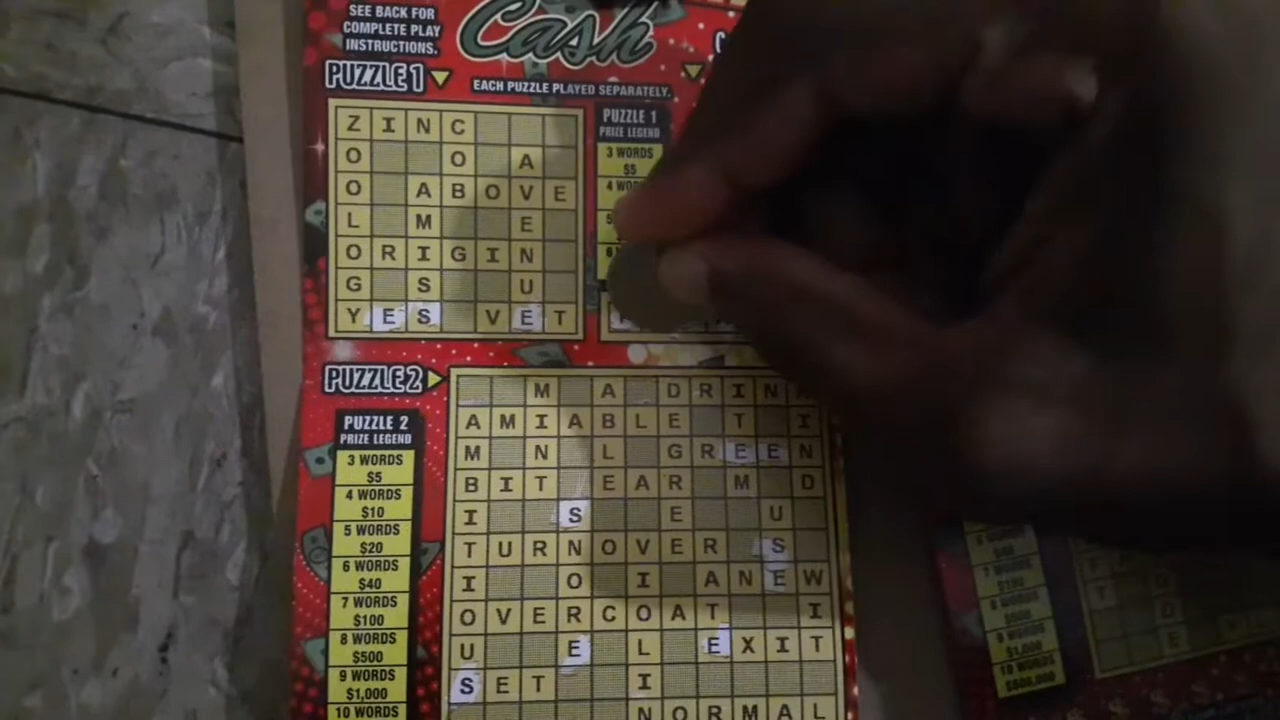 SEE BACK FOR
COMPLETE PLAY
INSTRUCTIONS.
Cash
PUZZLE 1
EACH PUZZLE PLAYED SEPARATELY.
Z I N C
O O A
O A B O V E
L M E
O R I G I N N
G S U
Y E S V E T
PUZZLE 1
PRIZE LEGEND
3 WORDS
$5
PUZZLE 2
PUZZLE 2
PRIZE LEGEND
3 WORDS
$5
4 WORDS
$10
5 WORDS
$20
6 WORDS
$40
7 WORDS
$100
8 WORDS
$500
9 WORDS
$1,000
10 WORDS
M A D R I N
A M I A B L E E T I
M N L G R E E N
B I T E A R M D
I S E U
T U R N O V E R S
I O I A N E W
O V E R C O A T I
U E L E X I T
S E T I
N O R M A L